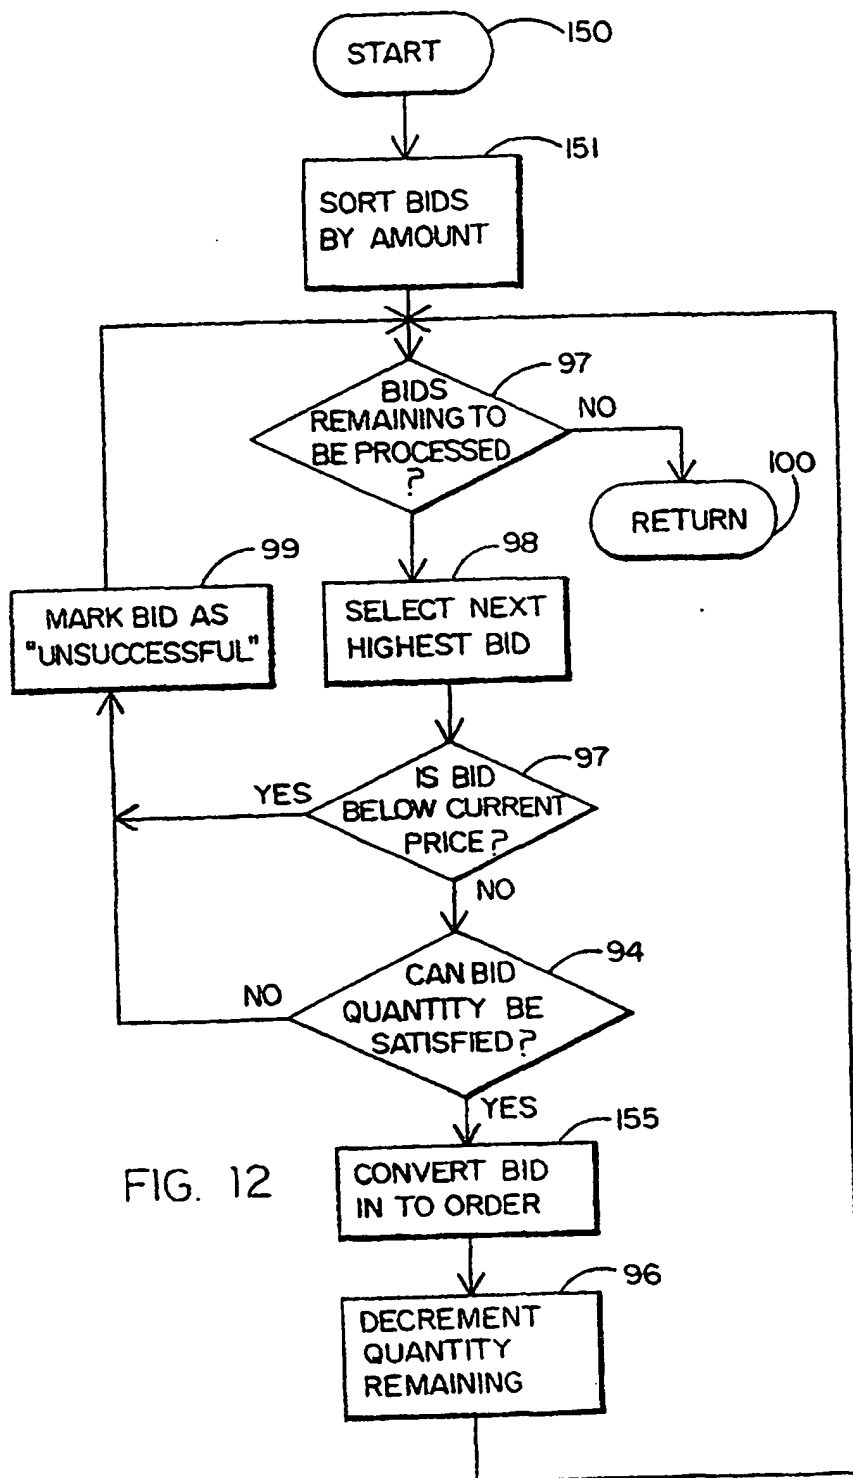 START
150
151
SORT BIDS
BY AMOUNT
97
BIDS
REMAINING TO
BE PROCESSED
?
NO
100
RETURN
99
MARK BID AS
"UNSUCCESSFUL"
98
SELECT NEXT
HIGHEST BID
97
YES
IS BID
BELOW CURRENT
PRICE?
NO
94
NO
CAN BID
QUANTITY BE
SATISFIED?
YES
155
FIG. 12
CONVERT BID
IN TO ORDER
96
DECREMENT
QUANTITY
REMAINING